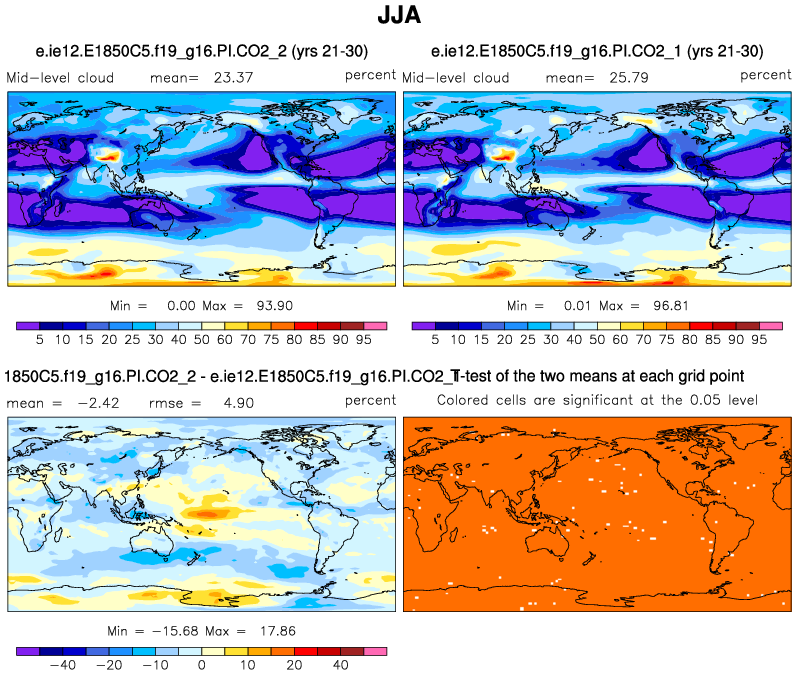 JJA
e.ie12.E1850C5.f19_g16.PI.CO2_2 (yrs 21-30)
Mid-level cloud mean= 23.37 percent
Min = 0.00 Max = 93.90
5 10 15 20 25 30 40 50 60 70 80 85 90 95
e.ie12.E1850C5.f19_g16.PI.CO2_1 (yrs 21-30)
Mid-level cloud mean= 25.79 percent
Min = 0.01 Max = 96.81
5 10 15 20 25 30 40 50 60 70 80 85 90 95
1850C5.f19_g16.PI.CO2_2 - e.ie12.E1850C5.f19_g16.PI.CO2_
mean = -2.42 rmse = 4.90 percent
Min = -15.68 Max = 17.86
-40 -20 -10 0 10 20 40
T-test of the two means at each grid point
Colored cells are significant at the 0.05 level